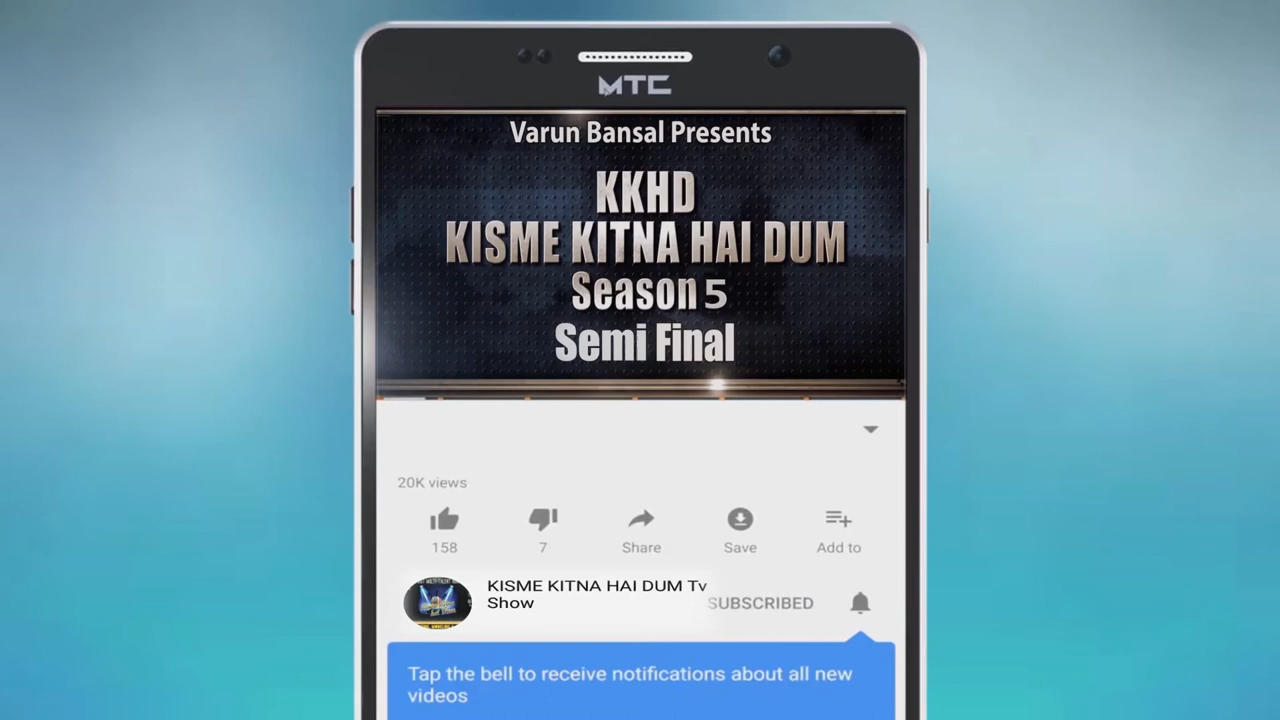 MTC
Varun Bansal Presents
KKHD
KISME KITNA HAI DUM
Season 5
Semi Final
20K views
158
7
Share
Save
Add to
KISME KITNA HAI DUM Tv
Show
SUBSCRIBED
Tap the bell to receive notifications about all new
videos